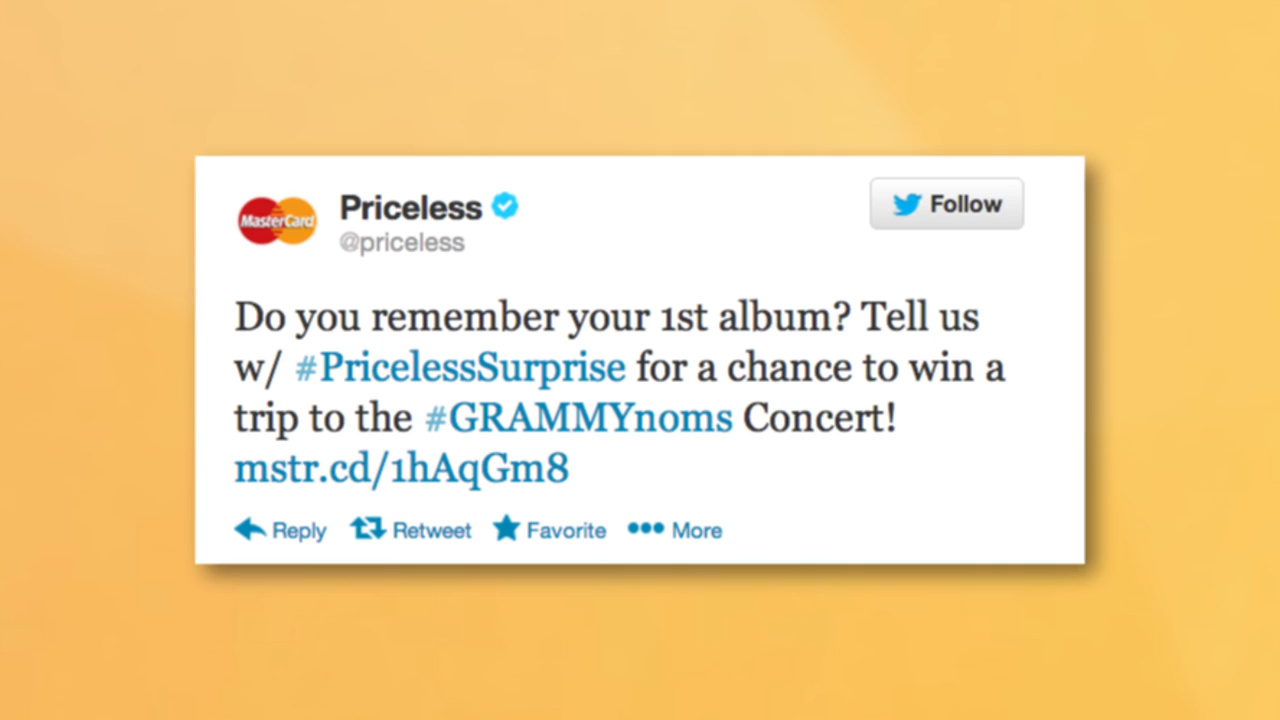 MasterCard
Priceless
@priceless
Follow
Do you remember your 1st album? Tell us
w/ #PricelessSurprise for a chance to win a
trip to the #GRAMMYnoms Concert!
mstr.cd/1hAqGm8
Reply Retweet Favorite More